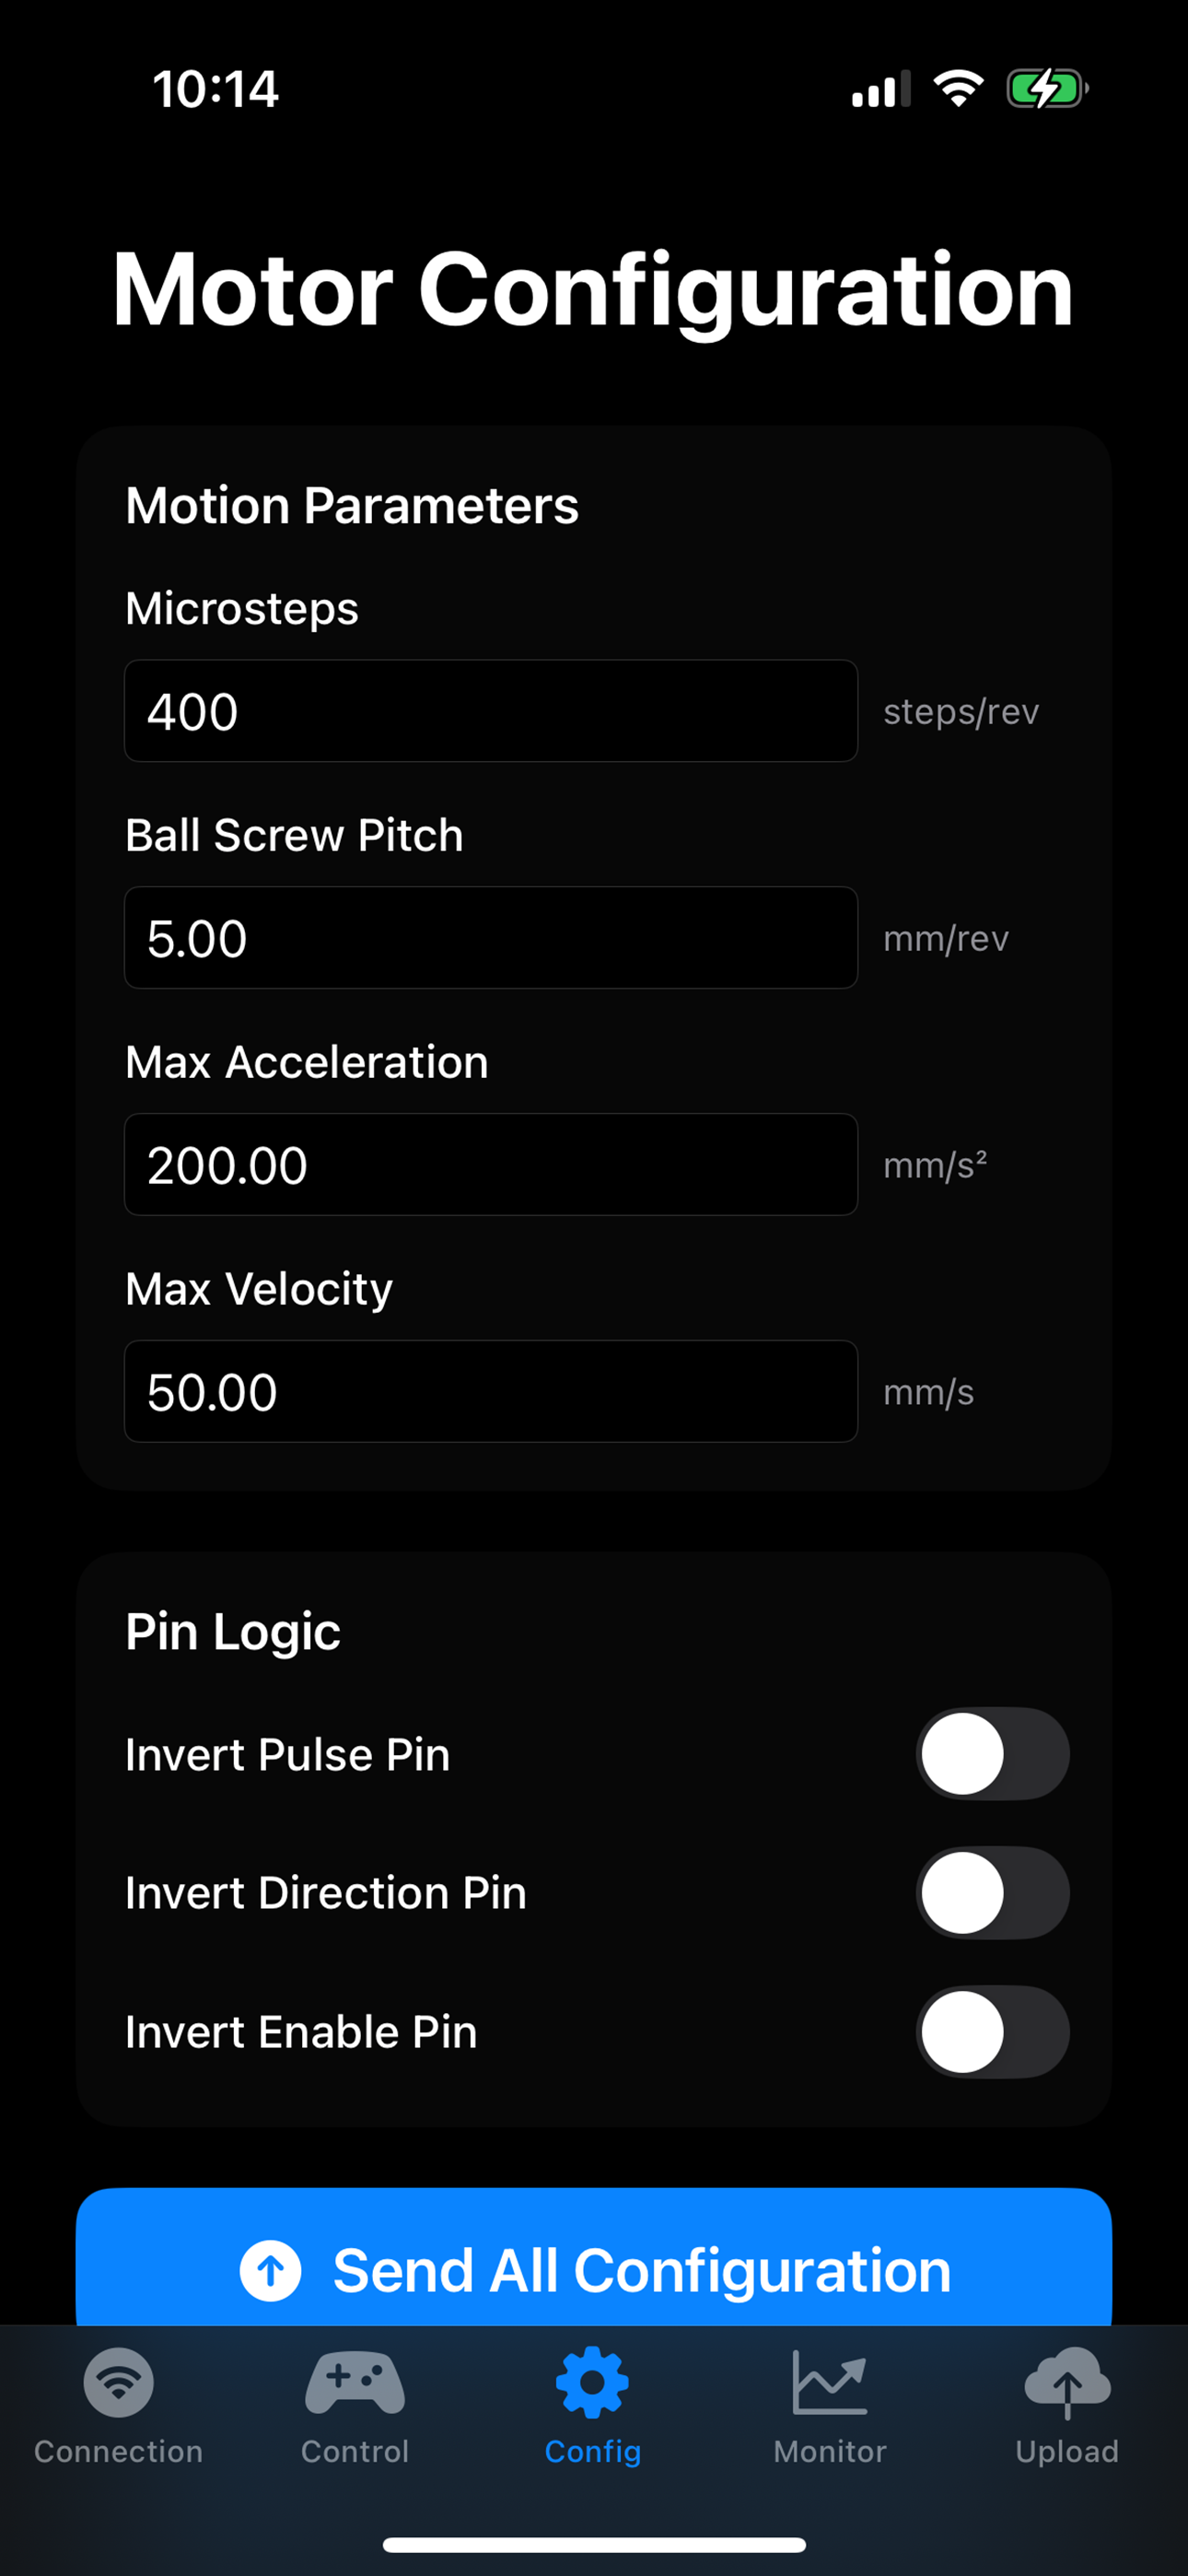 10:14
Motor Configuration
Motion Parameters
Microsteps
400 steps/rev
Ball Screw Pitch
5.00 mm/rev
Max Acceleration
200.00 mm/s²
Max Velocity
50.00 mm/s
Pin Logic
Invert Pulse Pin
Invert Direction Pin
Invert Enable Pin
Send All Configuration
Connection Control Config Monitor Upload